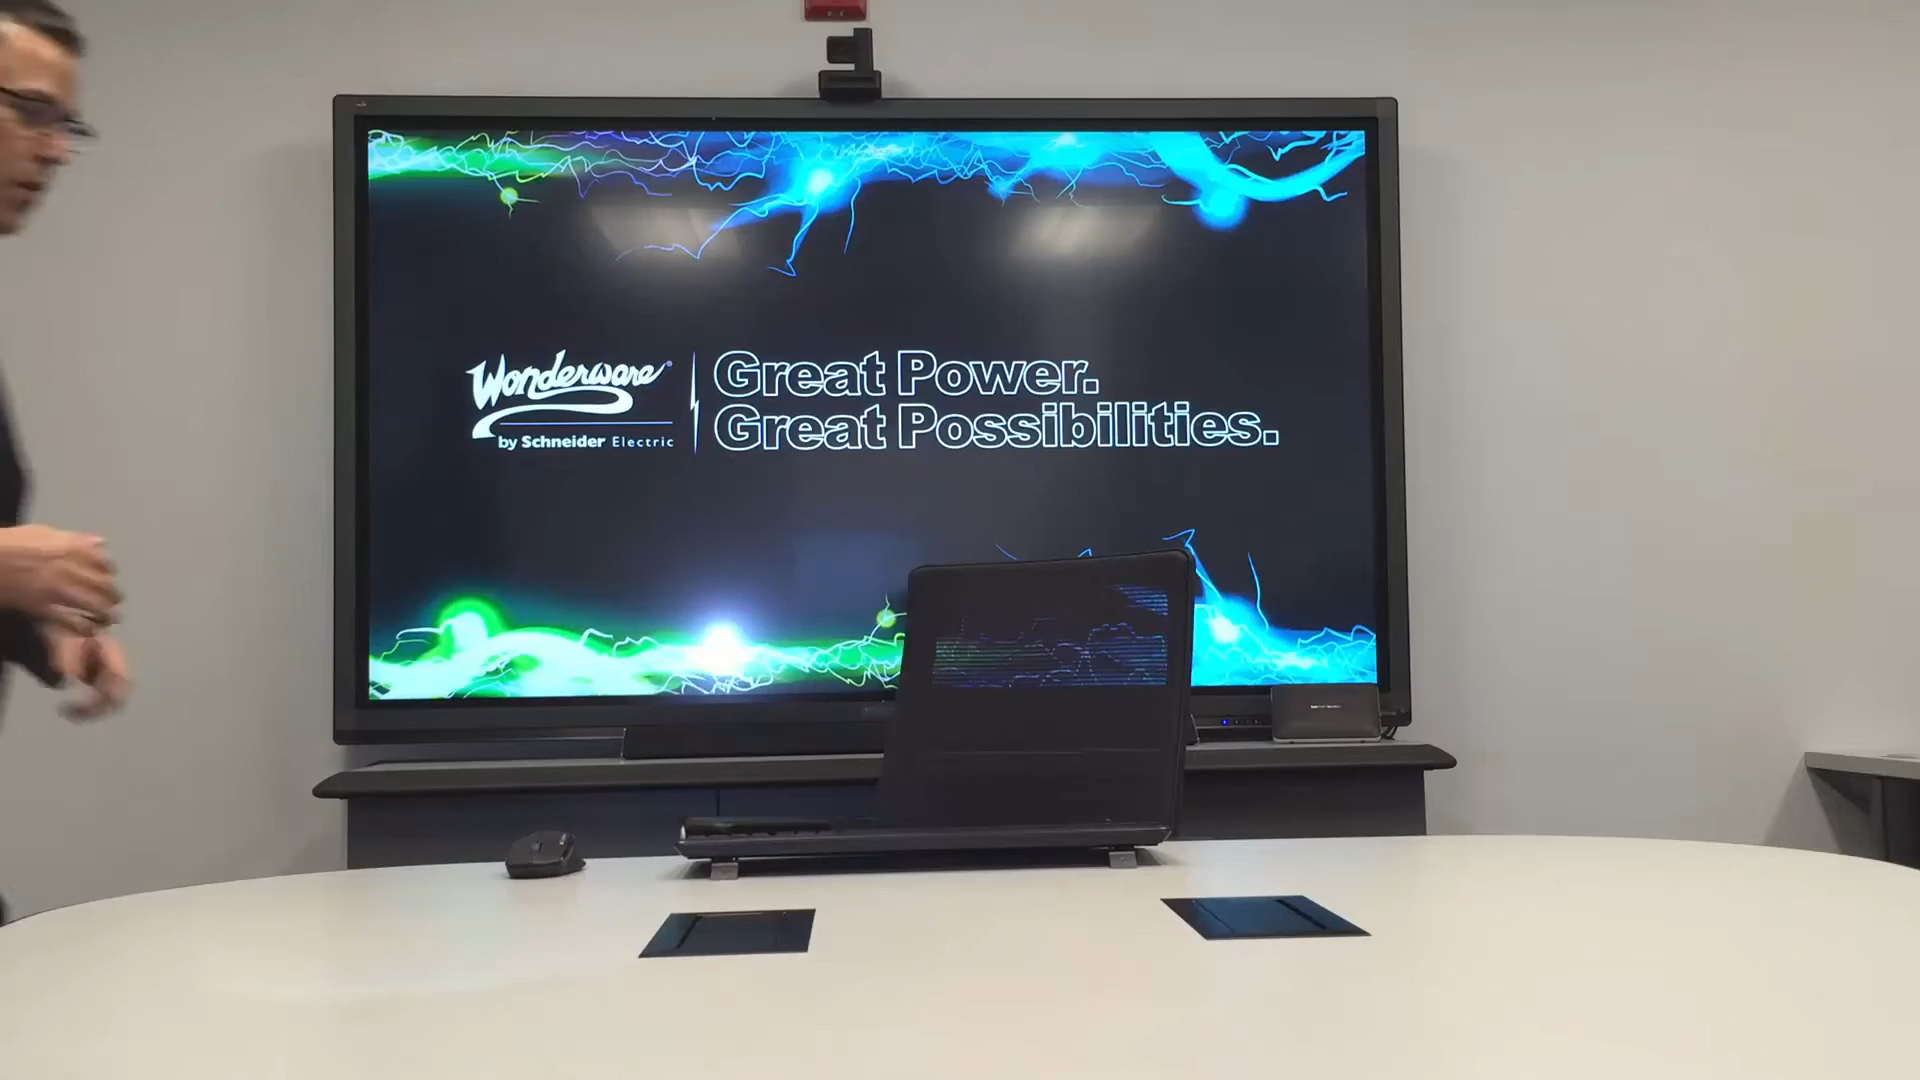 Wonderware®
by Schneider Electric
Great Power.
Great Possibilities.